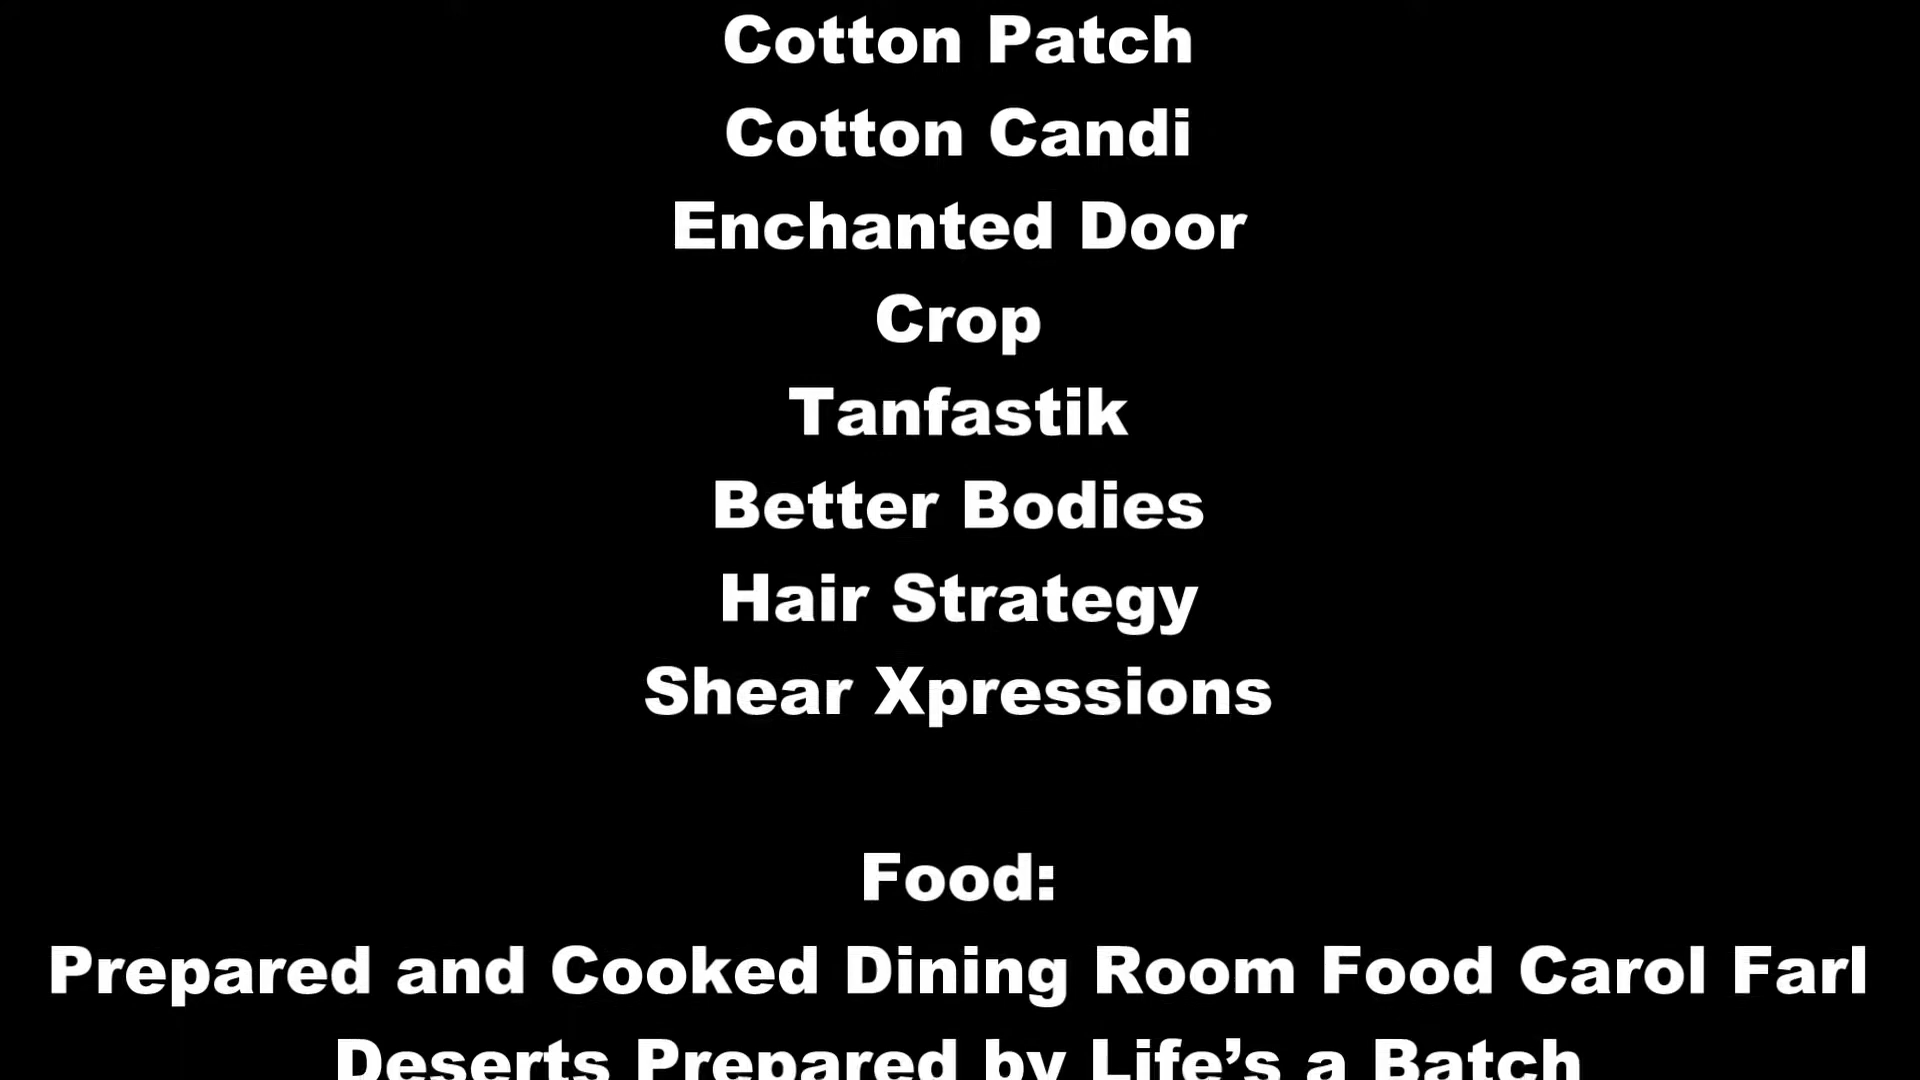 Cotton Patch
Cotton Candi
Enchanted Door
Crop
Tanfastik
Better Bodies
Hair Strategy
Shear Xpressions
Food:
Prepared and Cooked Dining Room Food Carol Farl
Deserts Prepared by Life’s a Batch